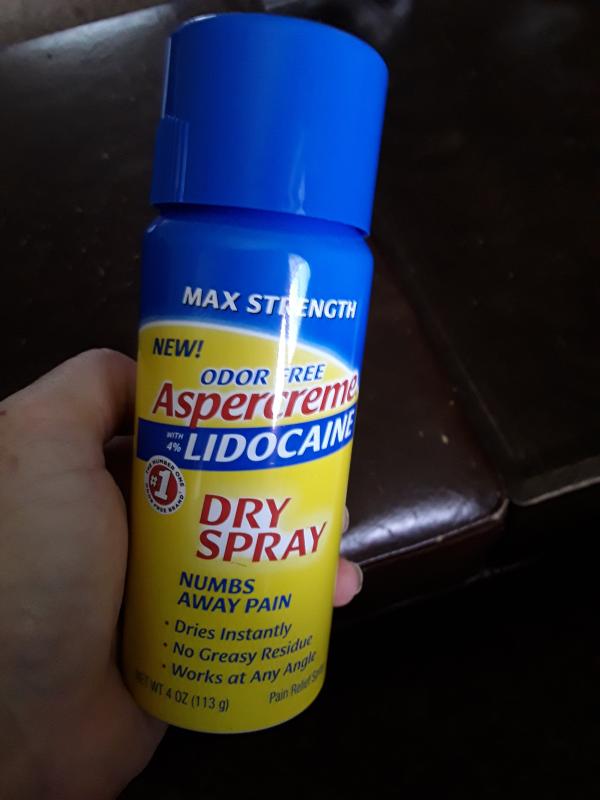 MAX STRENGTH
NEW!
ODOR FREE
Aspercreme
WITH
4% LIDOCAINE
#1
DRY
SPRAY
NUMBS
AWAY PAIN
• Dries Instantly
• No Greasy Residue
• Works at Any Angle
NET WT 4 OZ (113 g)
Pain Relief Spray